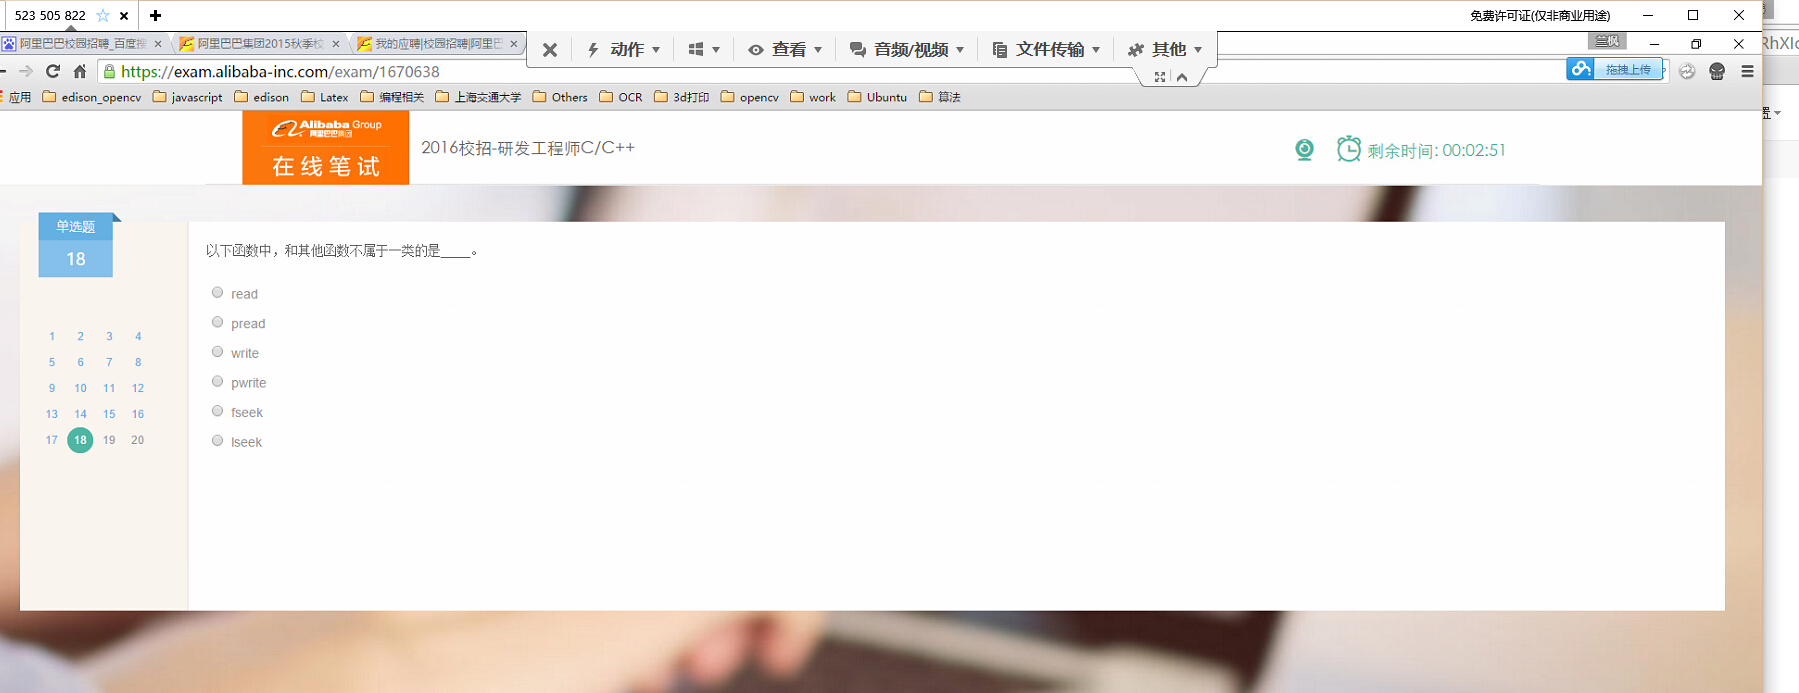 523 505 822
免费许可证(仅非商业用途)
阿里巴巴校园招聘_百度搜
阿里巴巴集团2015秋季校
我的应聘|校园招聘|阿里巴
动作
查看
音频/视频
文件传输
其他
兰枫
RhXIc
https://exam.alibaba-inc.com/exam/1670638
拖拽上传
应用
edison_opencv
javascript
edison
Latex
编程相关
上海交通大学
Others
OCR
3d打印
opencv
work
Ubuntu
算法
置
Alibaba Group
阿里巴巴集团
在线笔试
2016校招-研发工程师C/C++
剩余时间: 00:02:51
单选题
18
以下函数中，和其他函数不属于一类的是____。
read
pread
write
pwrite
fseek
lseek
1 2 3 4
5 6 7 8
9 10 11 12
13 14 15 16
17 18 19 20